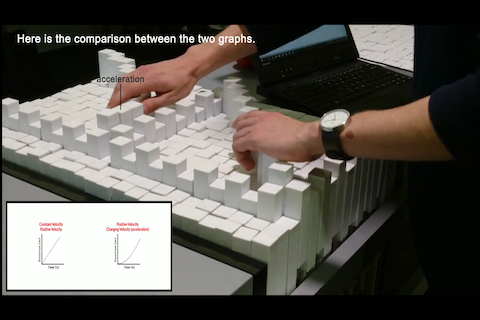 Here is the comparison between the two graphs.
acceleration
Constant Velocity
Positive Velocity
Positive Velocity
Changing Velocity (acceleration)
Time (s)
Time (s)